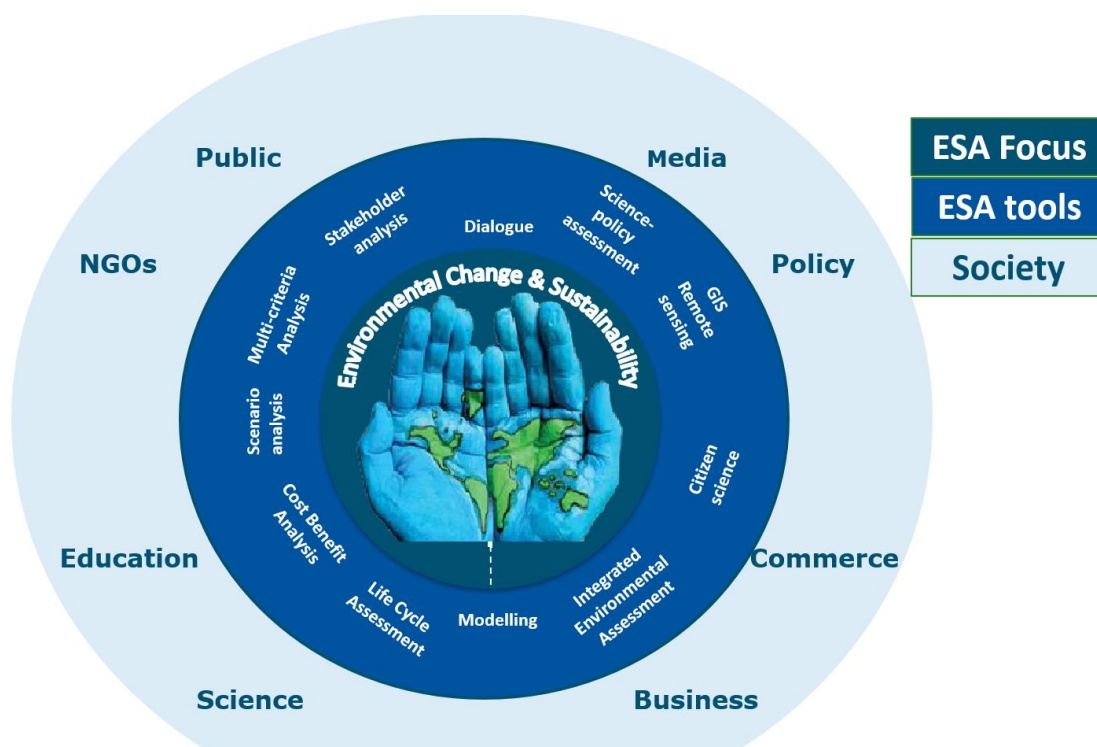 Public
Media
NGOs
Policy
Education
Commerce
Science
Business
Dialogue
Science-
policy
assessment
GIS
Remote
sensing
Citizen
science
Integrated
Environmental
Assessment
Modelling
Life Cycle
Assessment
Cost Benefit
Analysis
Scenario
analysis
Multi-criteria
Analysis
Stakeholder
analysis
Environmental Change & Sustainability
ESA Focus
ESA tools
Society